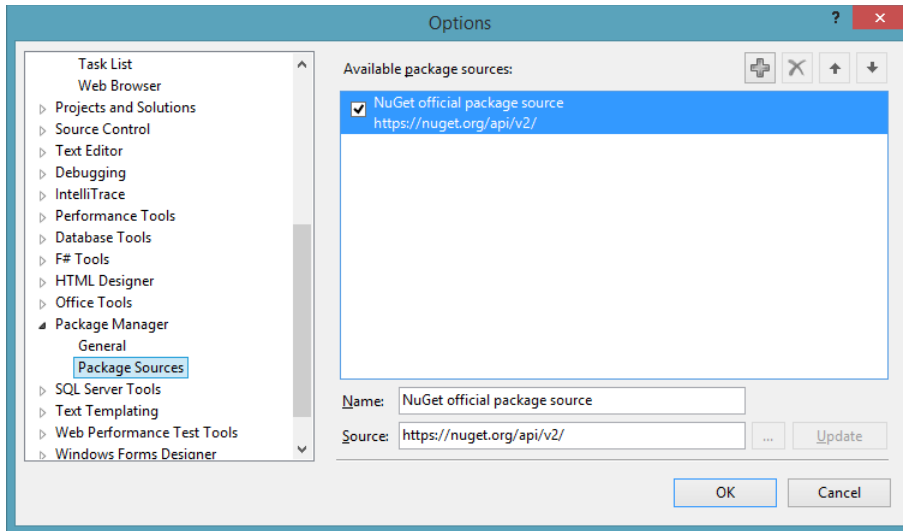 Options
?
×
Task List
Web Browser
Projects and Solutions
Source Control
Text Editor
Debugging
IntelliTrace
Performance Tools
Database Tools
F# Tools
HTML Designer
Office Tools
Package Manager
General
Package Sources
SQL Server Tools
Text Templating
Web Performance Test Tools
Windows Forms Designer
Available package sources:
NuGet official package source
https://nuget.org/api/v2/
Name: NuGet official package source
Source: https://nuget.org/api/v2/ ... Update
OK Cancel